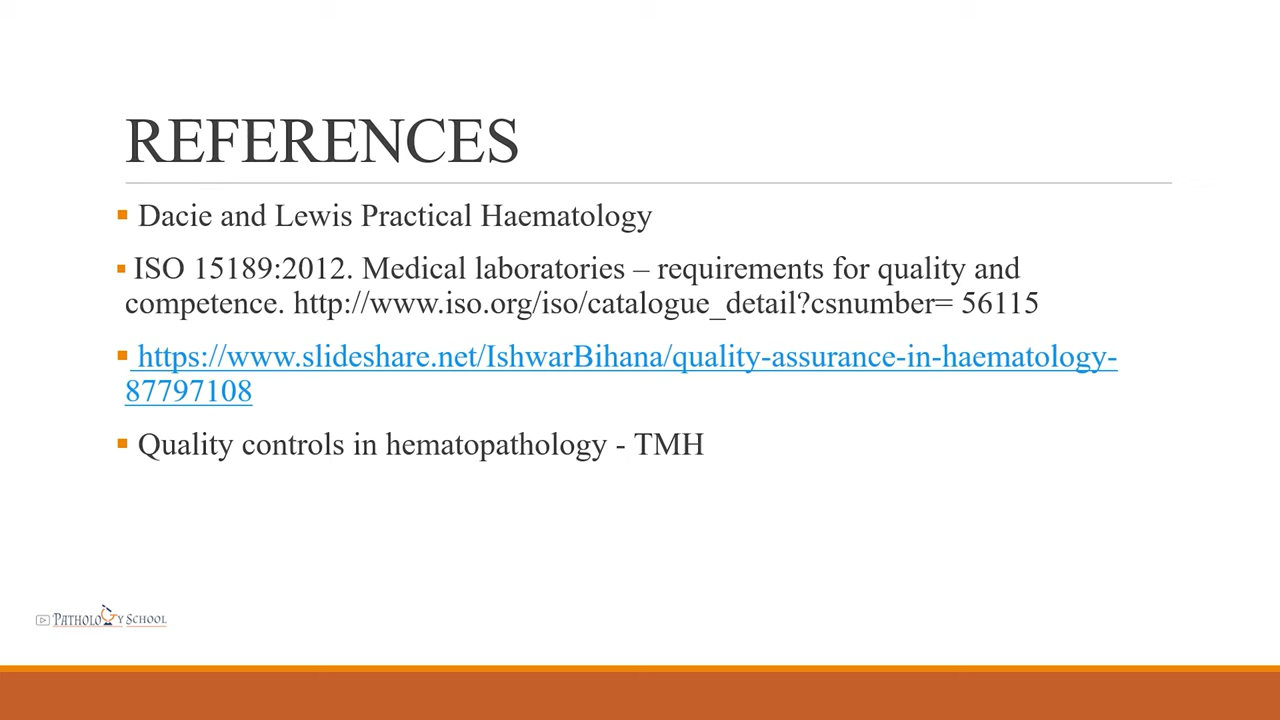 REFERENCES
Dacie and Lewis Practical Haematology
ISO 15189:2012. Medical laboratories – requirements for quality and
competence. http://www.iso.org/iso/catalogue_detail?csnumber= 56115
https://www.slideshare.net/IshwarBihana/quality-assurance-in-haematology-
87797108
Quality controls in hematopathology - TMH
PATHOLOGY SCHOOL